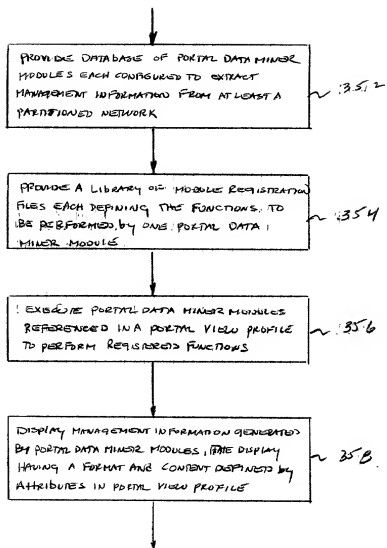 PROVIDE DATABASE OF PORTAL DATA MINER
MODULES EACH CONFIGURED TO EXTRACT
MANAGEMENT INFORMATION FROM AT LEAST A
PARTITIONED NETWORK
352
PROVIDE A LIBRARY OF MODULE REGISTRATION
FILES EACH DEFINING THE FUNCTIONS TO
BE PERFORMED BY ONE PORTAL DATA
MINER MODULE
354
EXECUTE PORTAL DATA MINER MODULES
REFERENCED IN A PORTAL VIEW PROFILE
TO PERFORM REGISTERED FUNCTIONS
356
DISPLAY MANAGEMENT INFORMATION GENERATED
BY PORTAL DATA MINER MODULES, THE DISPLAY
HAVING A FORMAT AND CONTENT DEFINED BY
ATTRIBUTES IN PORTAL VIEW PROFILE
358